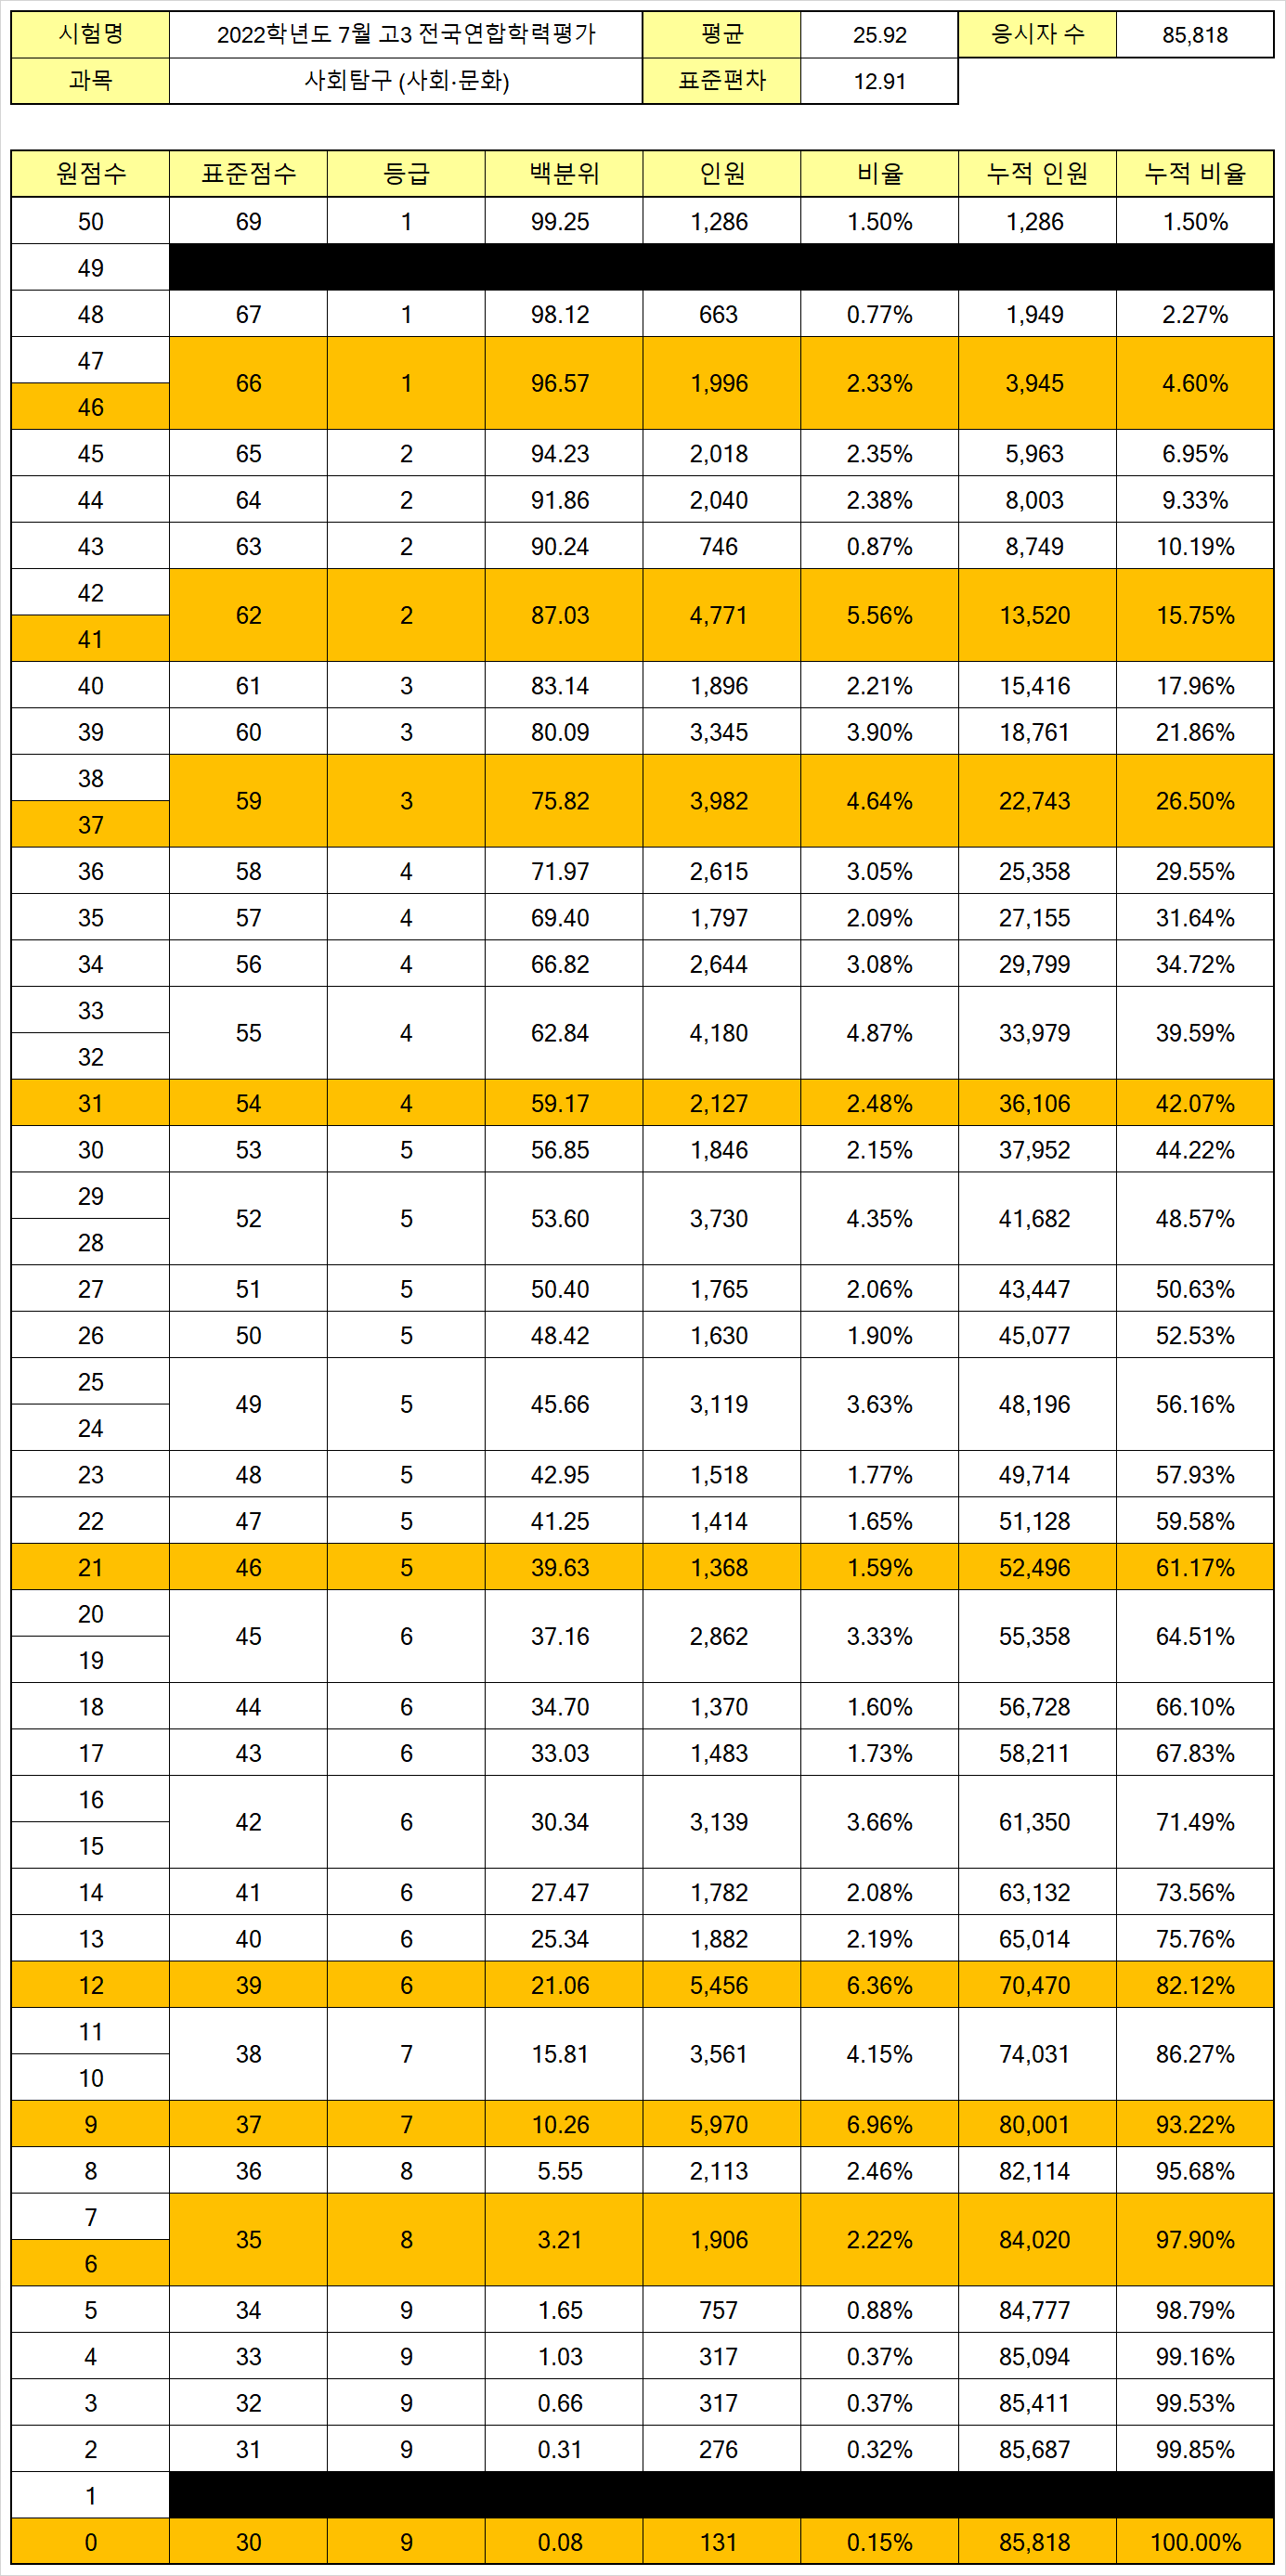 시험명 2022학년도 7월 고3 전국연합학력평가 평균 25.92 응시자 수 85,818
과목 사회탐구 (사회·문화) 표준편차 12.91
원점수 표준점수 등급 백분위 인원 비율 누적 인원 누적 비율
50 69 1 99.25 1,286 1.50% 1,286 1.50%
49
48 67 1 98.12 663 0.77% 1,949 2.27%
47
66 1 96.57 1,996 2.33% 3,945 4.60%
46
45 65 2 94.23 2,018 2.35% 5,963 6.95%
44 64 2 91.86 2,040 2.38% 8,003 9.33%
43 63 2 90.24 746 0.87% 8,749 10.19%
42
62 2 87.03 4,771 5.56% 13,520 15.75%
41
40 61 3 83.14 1,896 2.21% 15,416 17.96%
39 60 3 80.09 3,345 3.90% 18,761 21.86%
38
59 3 75.82 3,982 4.64% 22,743 26.50%
37
36 58 4 71.97 2,615 3.05% 25,358 29.55%
35 57 4 69.40 1,797 2.09% 27,155 31.64%
34 56 4 66.82 2,644 3.08% 29,799 34.72%
33
55 4 62.84 4,180 4.87% 33,979 39.59%
32
31 54 4 59.17 2,127 2.48% 36,106 42.07%
30 53 5 56.85 1,846 2.15% 37,952 44.22%
29
52 5 53.60 3,730 4.35% 41,682 48.57%
28
27 51 5 50.40 1,765 2.06% 43,447 50.63%
26 50 5 48.42 1,630 1.90% 45,077 52.53%
25
49 5 45.66 3,119 3.63% 48,196 56.16%
24
23 48 5 42.95 1,518 1.77% 49,714 57.93%
22 47 5 41.25 1,414 1.65% 51,128 59.58%
21 46 5 39.63 1,368 1.59% 52,496 61.17%
20
45 6 37.16 2,862 3.33% 55,358 64.51%
19
18 44 6 34.70 1,370 1.60% 56,728 66.10%
17 43 6 33.03 1,483 1.73% 58,211 67.83%
16
42 6 30.34 3,139 3.66% 61,350 71.49%
15
14 41 6 27.47 1,782 2.08% 63,132 73.56%
13 40 6 25.34 1,882 2.19% 65,014 75.76%
12 39 6 21.06 5,456 6.36% 70,470 82.12%
11
38 7 15.81 3,561 4.15% 74,031 86.27%
10
9 37 7 10.26 5,970 6.96% 80,001 93.22%
8 36 8 5.55 2,113 2.46% 82,114 95.68%
7
35 8 3.21 1,906 2.22% 84,020 97.90%
6
5 34 9 1.65 757 0.88% 84,777 98.79%
4 33 9 1.03 317 0.37% 85,094 99.16%
3 32 9 0.66 317 0.37% 85,411 99.53%
2 31 9 0.31 276 0.32% 85,687 99.85%
1
0 30 9 0.08 131 0.15% 85,818 100.00%